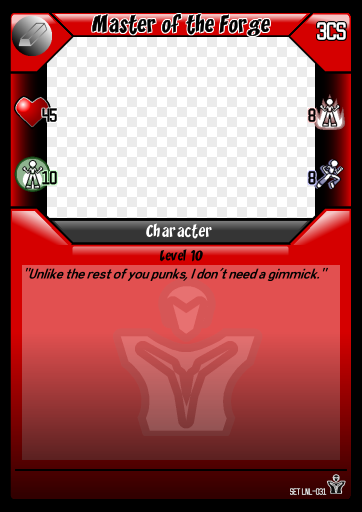 Master of the Forge
3CS
45
8
10
8
Character
Level 10
"Unlike the rest of you punks, I don't need a gimmick."
SET LNL-031